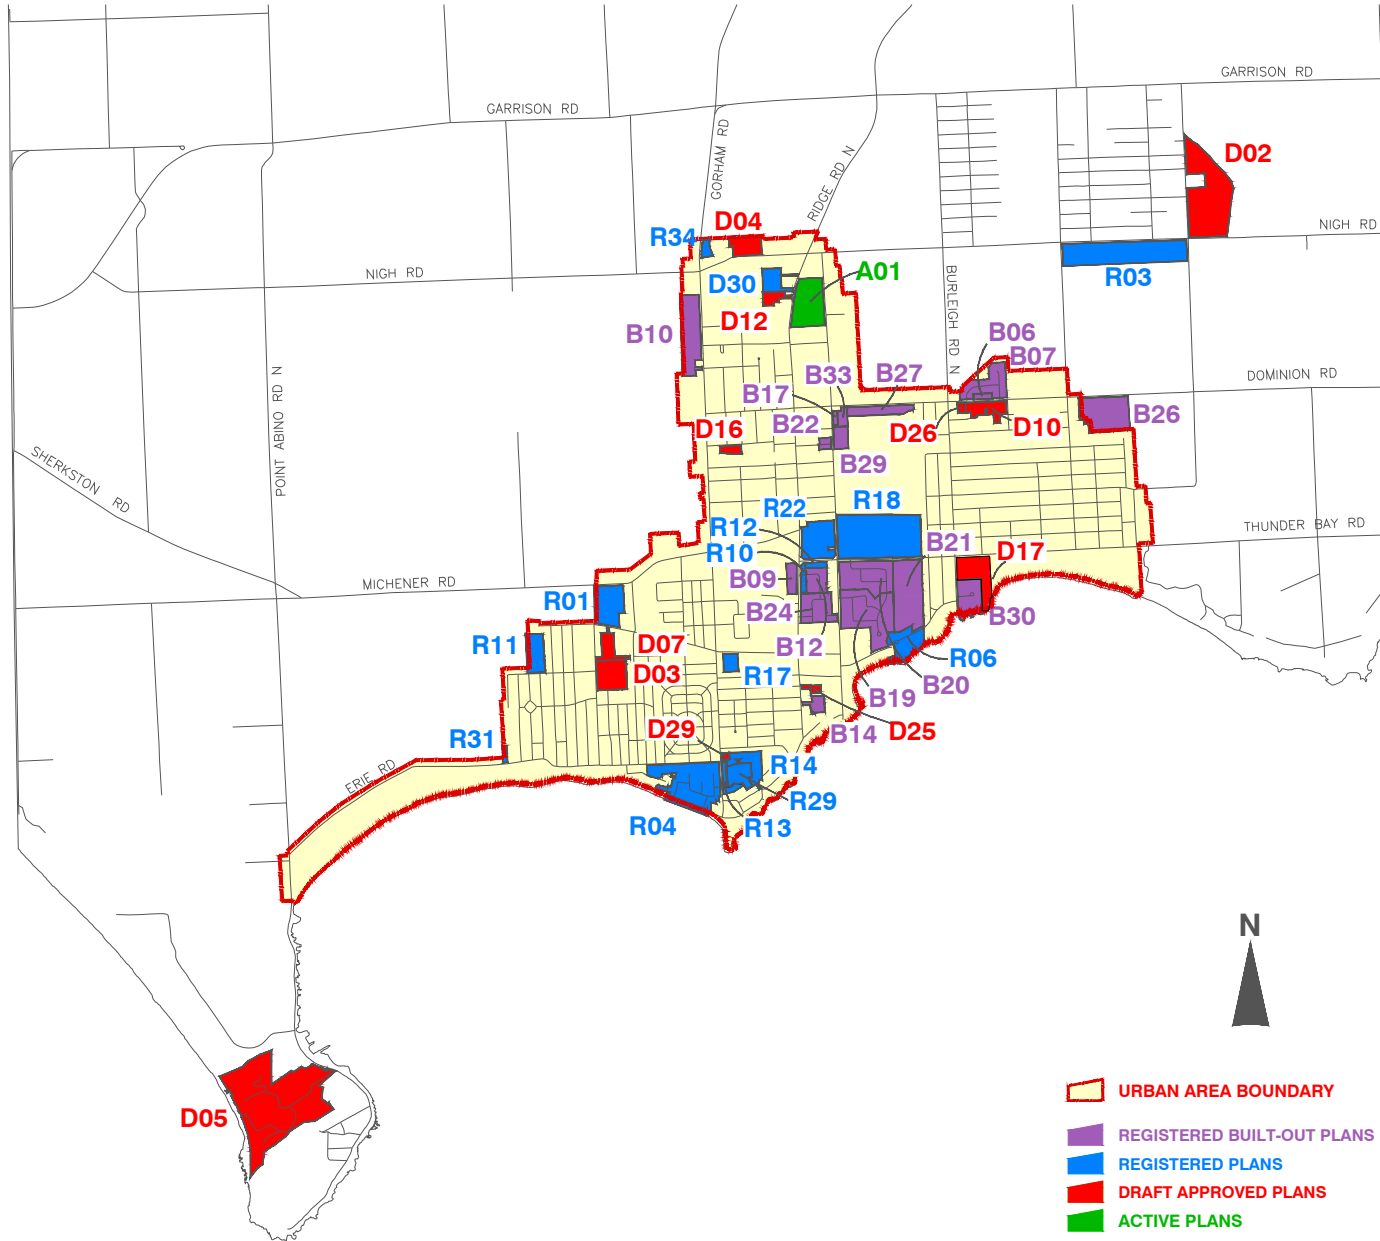 GARRISON RD
GARRISON RD
GORHAM RD
RIDGE RD N
D02
D04
R34
NIGH RD
NIGH RD
A01
D30
R03
D12
BURLEIGH RD N
B10
B06
B07
POINT ABINO RD N
B33
B27
DOMINION RD
B17
B22
B26
D16
D26
D10
SHERKSTON RD
B29
R22
R18
R12
THUNDER BAY RD
R10
B21
D17
B09
MICHENER RD
R01
B24
B30
R11
D07
B12
R06
D03
R17
B20
B19
D29
B14
D25
R31
ERIE RD
R14
R29
R04
R13
N
D05
URBAN AREA BOUNDARY
REGISTERED BUILT-OUT PLANS
REGISTERED PLANS
DRAFT APPROVED PLANS
ACTIVE PLANS